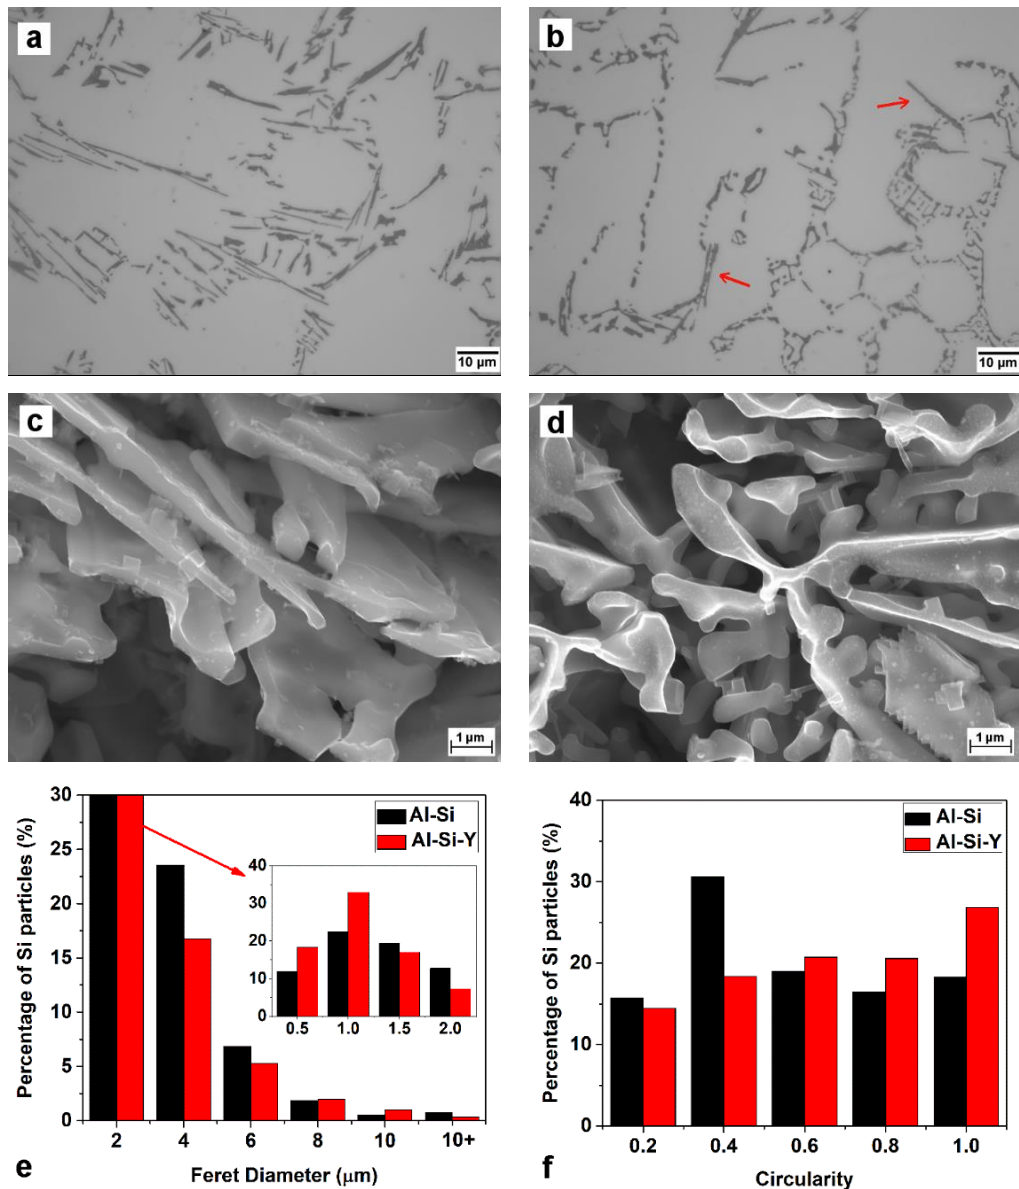 a
b
10 µm
10 µm
c
d
1 µm
1 µm
30
25
20
15
10
5
0
Percentage of Si particles (%)
Al-Si
Al-Si-Y
40
30
20
10
0
0.5 1.0 1.5 2.0
2 4 6 8 10 10+
Feret Diameter (μm)
e
40
30
20
10
0
Percentage of Si particles (%)
Al-Si
Al-Si-Y
0.2 0.4 0.6 0.8 1.0
Circularity
f